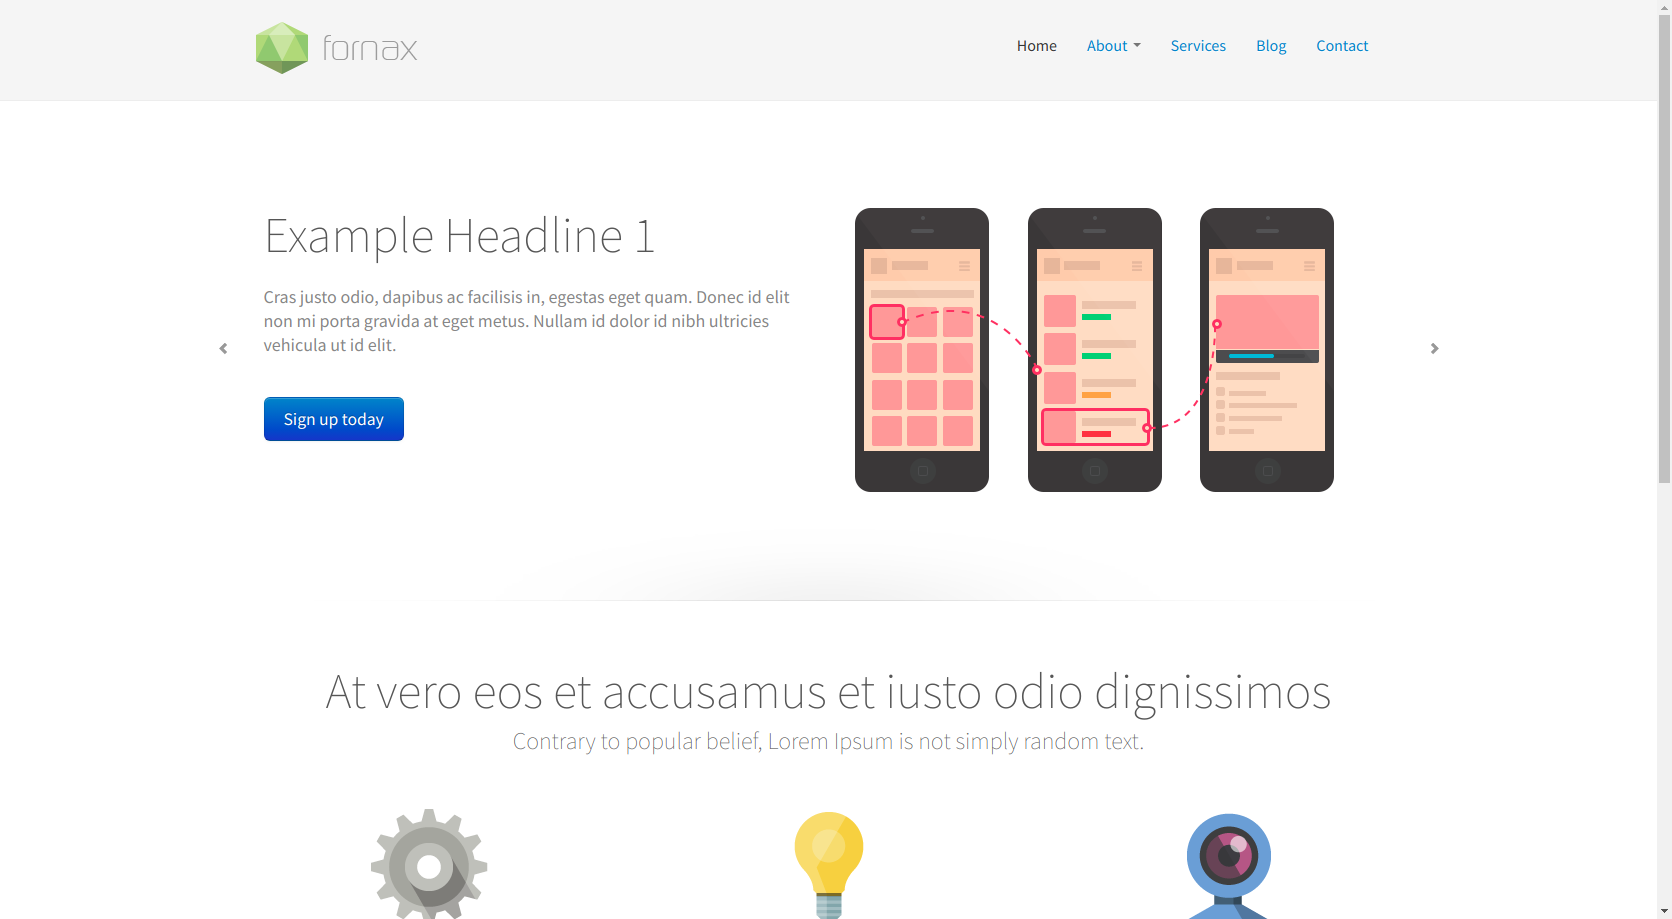 fornax
Home About Services Blog Contact
Example Headline 1
Cras justo odio, dapibus ac facilisis in, egestas eget quam. Donec id elit
non mi porta gravida at eget metus. Nullam id dolor id nibh ultricies
vehicula ut id elit.
Sign up today
At vero eos et accusamus et iusto odio dignissimos
Contrary to popular belief, Lorem Ipsum is not simply random text.